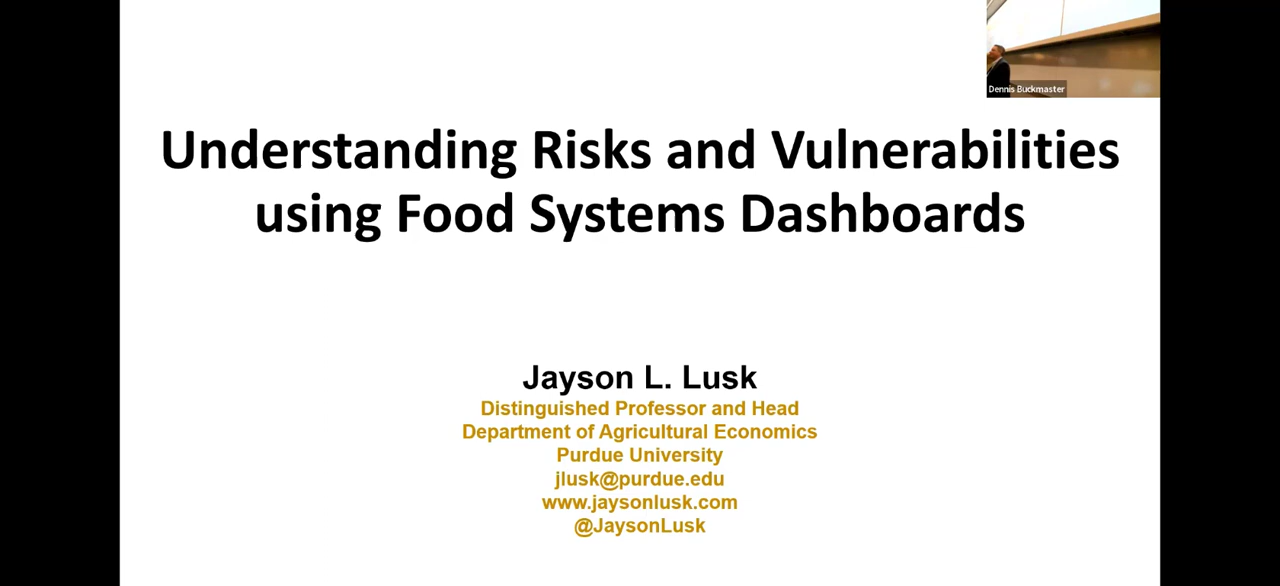 Dennis Buckmaster
Understanding Risks and Vulnerabilities
using Food Systems Dashboards
Jayson L. Lusk
Distinguished Professor and Head
Department of Agricultural Economics
Purdue University
jlusk@purdue.edu
www.jaysonlusk.com
@JaysonLusk